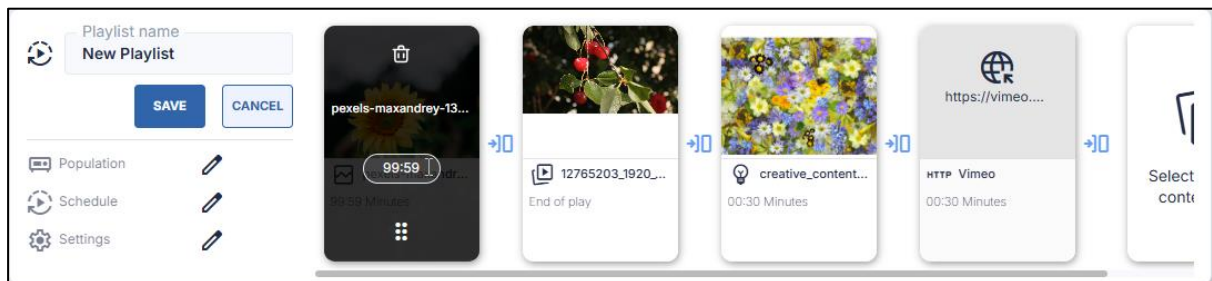 Playlist name
New Playlist
SAVE
CANCEL
Population
Schedule
Settings
pexels-maxandrey-13...
99:59
99:59 Minutes
12765203_1920_...
End of play
creative_content...
00:30 Minutes
https://vimeo....
HTTP Vimeo
00:30 Minutes
Select
conte